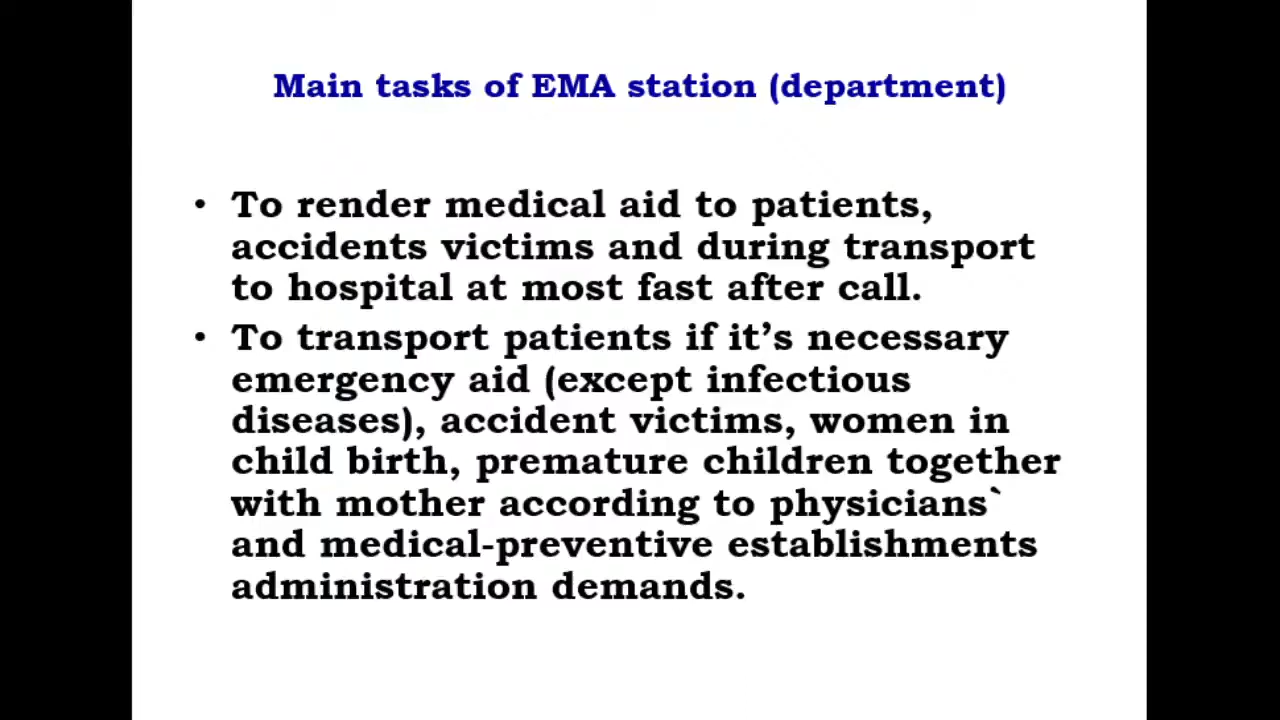 Main tasks of EMA station (department)
• To render medical aid to patients,
accidents victims and during transport
to hospital at most fast after call.
• To transport patients if it’s necessary
emergency aid (except infectious
diseases), accident victims, women in
child birth, premature children together
with mother according to physicians`
and medical-preventive establishments
administration demands.